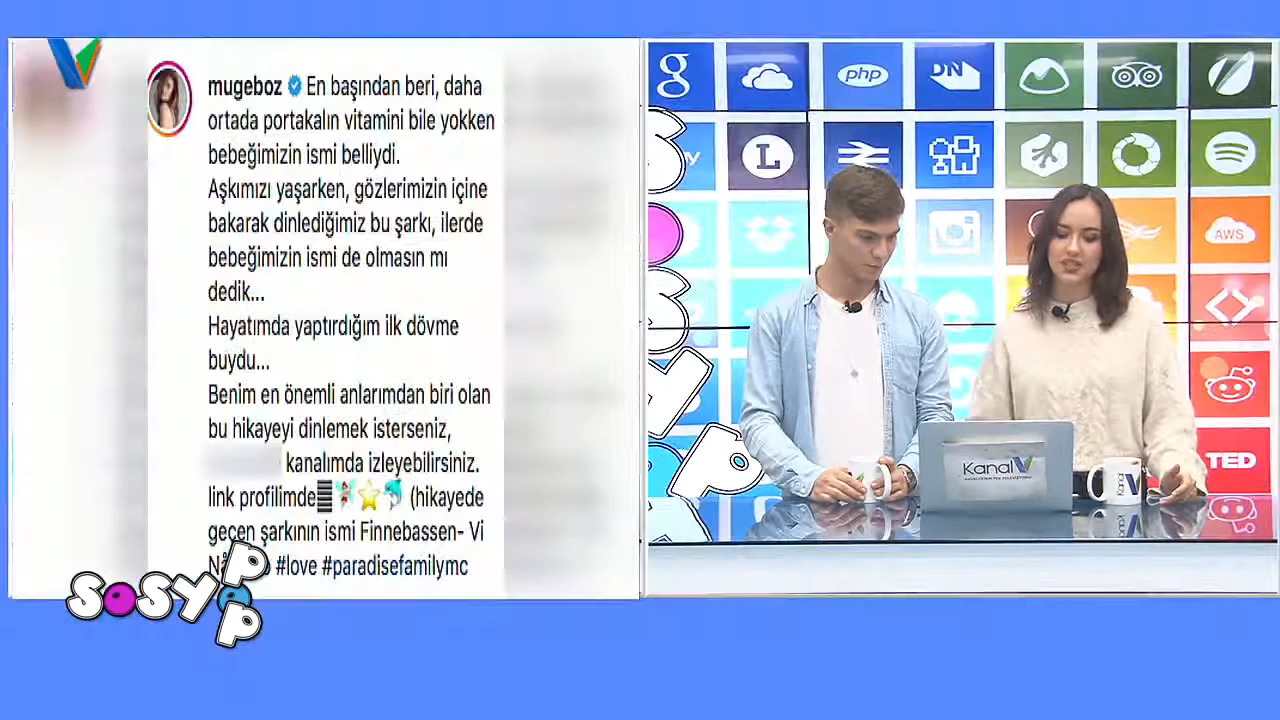 mugeboz En başından beri, daha
ortada portakalın vitamini bile yokken
bebeğimizin ismi belliydi.
Aşkımızı yaşarken, gözlerimizin içine
bakarak dinlediğimiz bu şarkı, ilerde
bebeğimizin ismi de olmasın mı
dedik...
Hayatımda yaptırdığım ilk dövme
buydu...
Benim en önemli anlarımdan biri olan
bu hikayeyi dinlemek isterseniz,
kanalımda izleyebilirsiniz.
link profilimde (hikayede
geçen şarkının ismi Finnebassen- Vi
#love #paradisefamilymc
SOSYPOP
g
php
DN
L
AWS
TED
KanalV
Kanal V